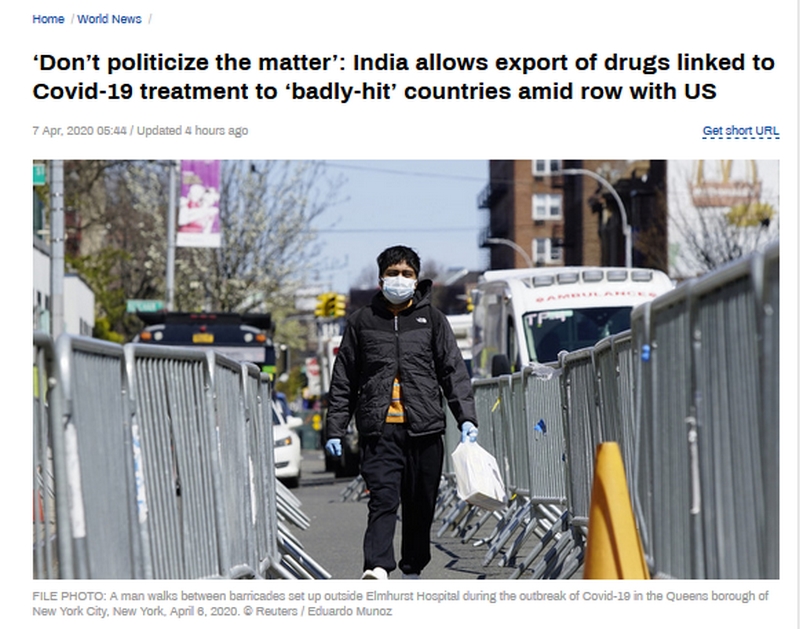 Home / World News /
‘Don’t politicize the matter’: India allows export of drugs linked to
Covid-19 treatment to ‘badly-hit’ countries amid row with US
7 Apr, 2020 05:44 / Updated 4 hours ago
Get short URL
AMBULANCE
FILE PHOTO: A man walks between barricades set up outside Elmhurst Hospital during the outbreak of Covid-19 in the Queens borough of
New York City, New York, April 6, 2020. © Reuters / Eduardo Munoz